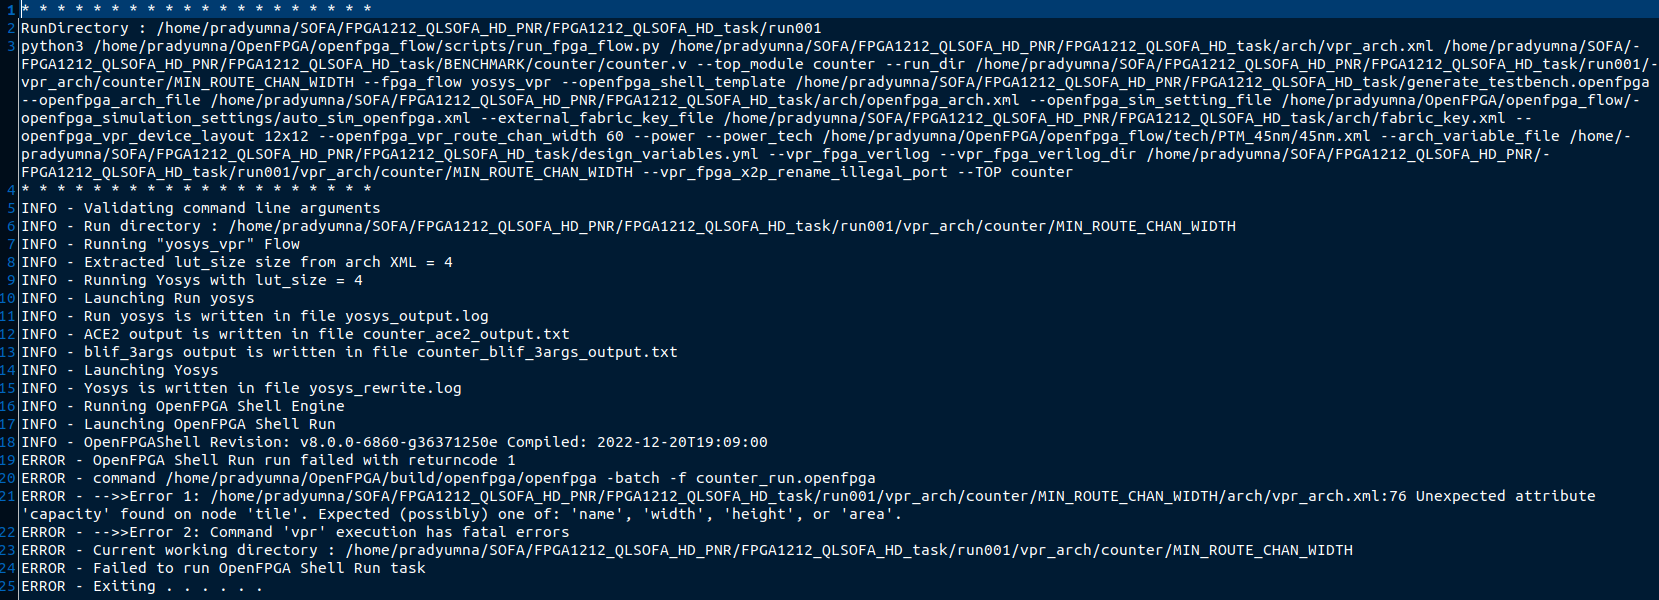 1 * * * * * * * * * * * * * * * * * * * *
2 RunDirectory : /home/pradyumna/SOFA/FPGA1212_QLSOFA_HD_PNR/FPGA1212_QLSOFA_HD_task/run001
3 python3 /home/pradyumna/OpenFPGA/openfpga_flow/scripts/run_fpga_flow.py /home/pradyumna/SOFA/FPGA1212_QLSOFA_HD_PNR/FPGA1212_QLSOFA_HD_task/arch/vpr_arch.xml /home/pradyumna/SOFA/-
FPGA1212_QLSOFA_HD_PNR/FPGA1212_QLSOFA_HD_task/BENCHMARK/counter/counter.v --top_module counter --run_dir /home/pradyumna/SOFA/FPGA1212_QLSOFA_HD_PNR/FPGA1212_QLSOFA_HD_task/run001/-
vpr_arch/counter/MIN_ROUTE_CHAN_WIDTH --fpga_flow yosys_vpr --openfpga_shell_template /home/pradyumna/SOFA/FPGA1212_QLSOFA_HD_PNR/FPGA1212_QLSOFA_HD_task/generate_testbench.openfpga
--openfpga_arch_file /home/pradyumna/SOFA/FPGA1212_QLSOFA_HD_PNR/FPGA1212_QLSOFA_HD_task/arch/openfpga_arch.xml --openfpga_sim_setting_file /home/pradyumna/OpenFPGA/openfpga_flow/-
openfpga_simulation_settings/auto_sim_openfpga.xml --external_fabric_key_file /home/pradyumna/SOFA/FPGA1212_QLSOFA_HD_PNR/FPGA1212_QLSOFA_HD_task/arch/fabric_key.xml --
openfpga_vpr_device_layout 12x12 --openfpga_vpr_route_chan_width 60 --power --power_tech /home/pradyumna/OpenFPGA/openfpga_flow/tech/PTM_45nm/45nm.xml --arch_variable_file /home/-
pradyumna/SOFA/FPGA1212_QLSOFA_HD_PNR/FPGA1212_QLSOFA_HD_task/design_variables.yml --vpr_fpga_verilog --vpr_fpga_verilog_dir /home/pradyumna/SOFA/FPGA1212_QLSOFA_HD_PNR/-
FPGA1212_QLSOFA_HD_task/run001/vpr_arch/counter/MIN_ROUTE_CHAN_WIDTH --vpr_fpga_x2p_rename_illegal_port --TOP counter
4 * * * * * * * * * * * * * * * * * * * *
5 INFO - Validating command line arguments
6 INFO - Run directory : /home/pradyumna/SOFA/FPGA1212_QLSOFA_HD_PNR/FPGA1212_QLSOFA_HD_task/run001/vpr_arch/counter/MIN_ROUTE_CHAN_WIDTH
7 INFO - Running "yosys_vpr" Flow
8 INFO - Extracted lut_size size from arch XML = 4
9 INFO - Running Yosys with lut_size = 4
10 INFO - Launching Run yosys
11 INFO - Run yosys is written in file yosys_output.log
12 INFO - ACE2 output is written in file counter_ace2_output.txt
13 INFO - blif_3args output is written in file counter_blif_3args_output.txt
14 INFO - Launching Yosys
15 INFO - Yosys is written in file yosys_rewrite.log
16 INFO - Running OpenFPGA Shell Engine
17 INFO - Launching OpenFPGA Shell Run
18 INFO - OpenFPGAShell Revision: v8.0.0-6860-g36371250e Compiled: 2022-12-20T19:09:00
19 ERROR - OpenFPGA Shell Run run failed with returncode 1
20 ERROR - command /home/pradyumna/OpenFPGA/build/openfpga/openfpga -batch -f counter_run.openfpga
21 ERROR - -->>Error 1: /home/pradyumna/SOFA/FPGA1212_QLSOFA_HD_PNR/FPGA1212_QLSOFA_HD_task/run001/vpr_arch/counter/MIN_ROUTE_CHAN_WIDTH/arch/vpr_arch.xml:76 Unexpected attribute
'capacity' found on node 'tile'. Expected (possibly) one of: 'name', 'width', 'height', or 'area'.
22 ERROR - -->>Error 2: Command 'vpr' execution has fatal errors
23 ERROR - Current working directory : /home/pradyumna/SOFA/FPGA1212_QLSOFA_HD_PNR/FPGA1212_QLSOFA_HD_task/run001/vpr_arch/counter/MIN_ROUTE_CHAN_WIDTH
24 ERROR - Failed to run OpenFPGA Shell Run task
25 ERROR - Exiting . . . . . .